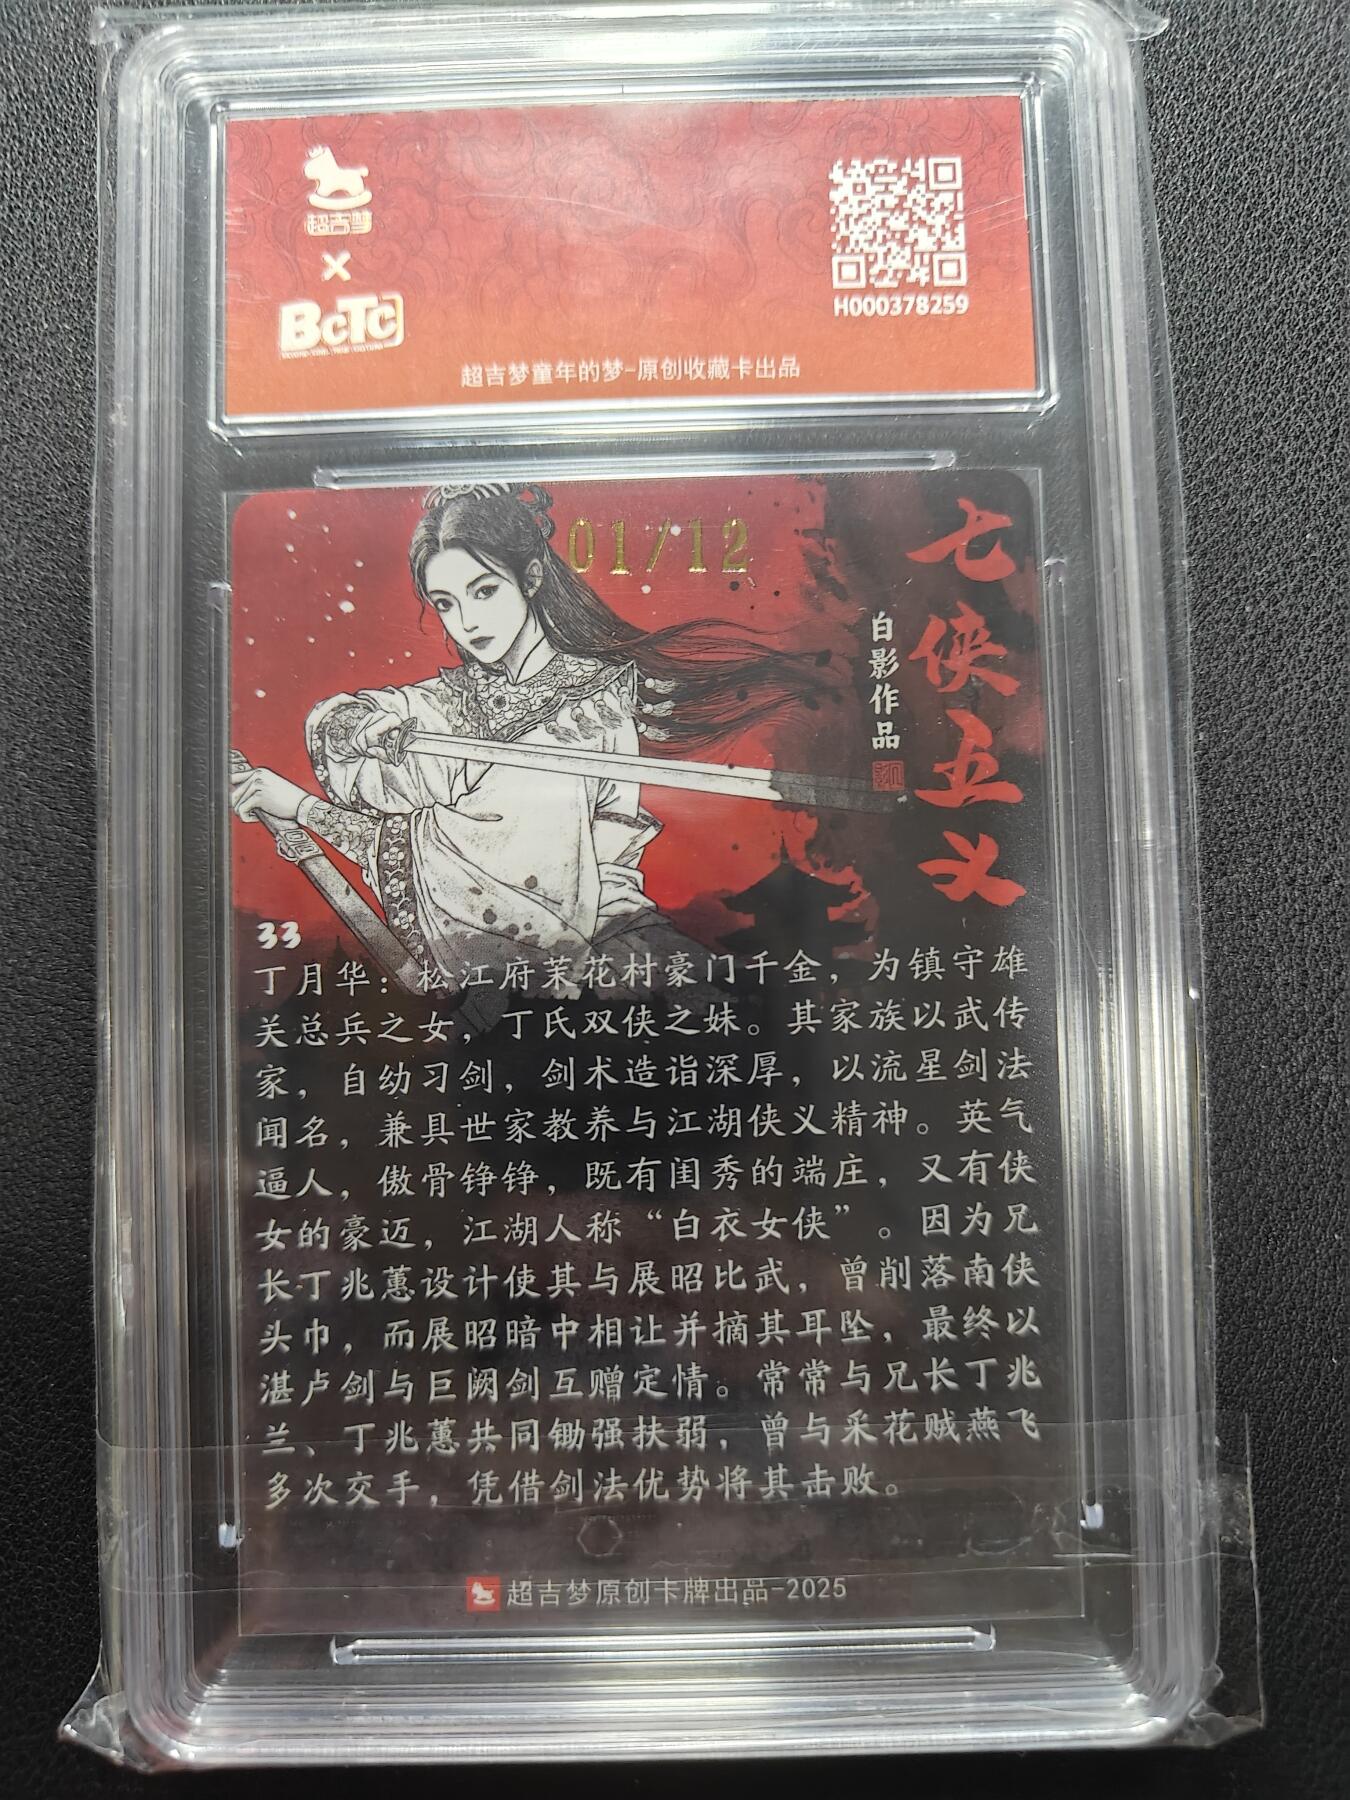 超吉梦
×
BCTC
H000378259
超吉梦童年的梦-原创收藏卡出品
01/12
七侠五义
白影作品
33
丁月华：松江府茉花村豪门千金，为镇守雄
关总兵之女，丁氏双侠之妹。其家族以武传
家，自幼习剑，剑术造诣深厚，以流星剑法
闻名，兼具世家教养与江湖侠义精神。英气
逼人，傲骨铮铮，既有闺秀的端庄，又有侠
女的豪迈，江湖人称“白衣女侠”。因为兄
长丁兆蕙设计使其与展昭比武，曾削落南侠
头巾，而展昭暗中相让并摘其耳坠，最终以
湛卢剑与巨阙剑互赠定情。常常与兄长丁兆
兰、丁兆蕙共同锄强扶弱，曾与采花贼燕飞
多次交手，凭借剑法优势将其击败。
超吉梦原创卡牌出品-2025